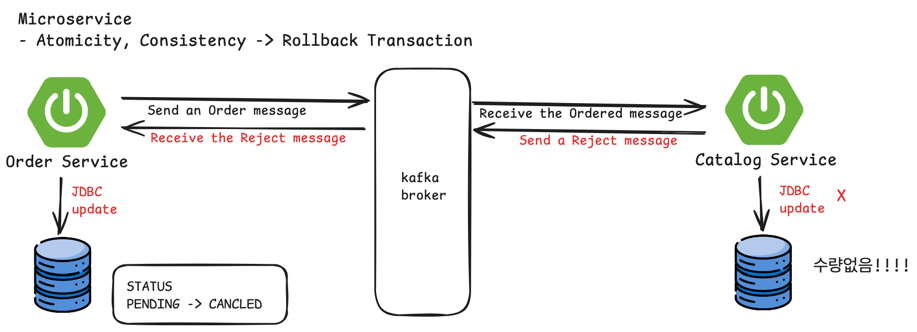 Microservice
- Atomicity, Consistency -> Rollback Transaction
Send an Order message
Receive the Reject message
Order Service
JDBC
update
STATUS
PENDING -> CANCLED
kafka
broker
Receive the Ordered message
Send a Reject message
Catalog Service
JDBC
update
X
수량없음!!!!